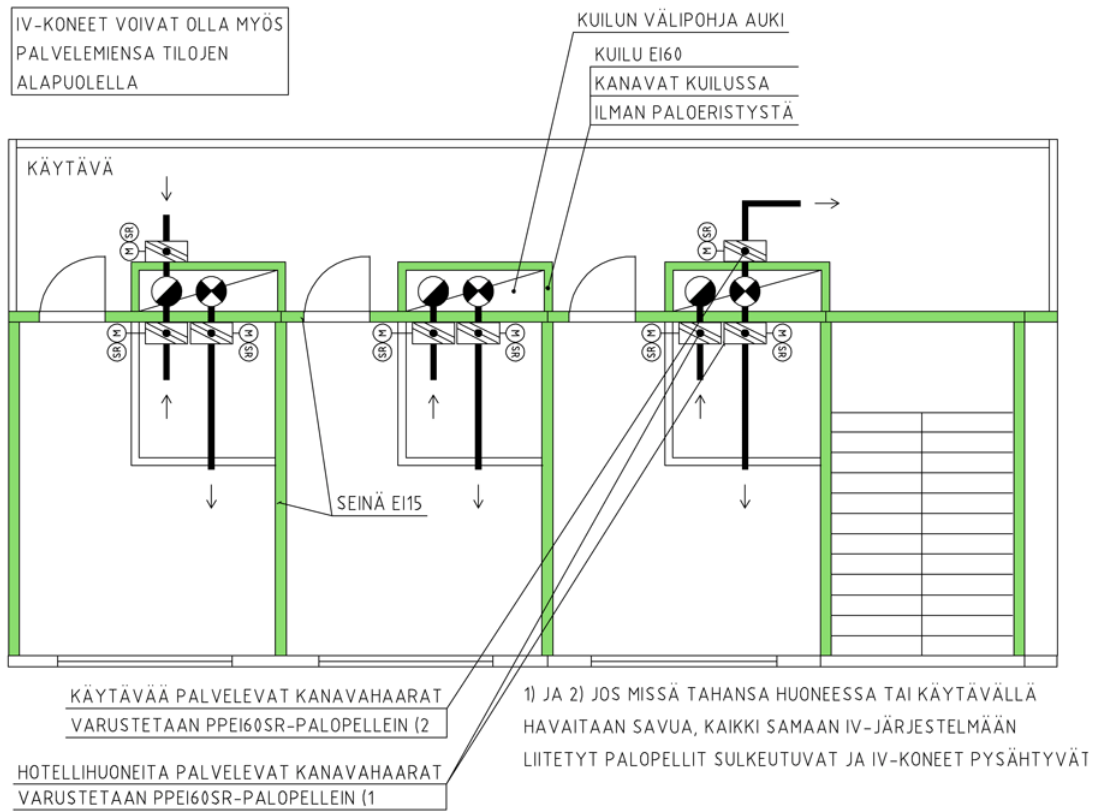 IV-KONEET VOIVAT OLLA MYÖS
PALVELEMIENSA TILOJEN
ALAPUOLELLA
KUILUN VÄLIPOHJA AUKI
KUILU EI60
KANAVAT KUILUSSA
ILMAN PALOERISTYSTÄ
KÄYTÄVÄ
SR
M
SR
M
M
SR
M
SR
M
SR
M
SR
M
SR
M
SR
SEINÄ EI15
KÄYTÄVÄÄ PALVELEVAT KANAVAHAARAT
VARUSTETAAN PPEI60SR-PALOPELLEIN (2
HOTELLIHUONEITA PALVELEVAT KANAVAHAARAT
VARUSTETAAN PPEI60SR-PALOPELLEIN (1
1) JA 2) JOS MISSÄ TAHANSA HUONEESSA TAI KÄYTÄVÄLLÄ
HAVAITAAN SAVUA, KAIKKI SAMAAN IV-JÄRJESTELMÄÄN
LIITETYT PALOPELLIT SULKEUTUVAT JA IV-KONEET PYSÄHTYVÄT